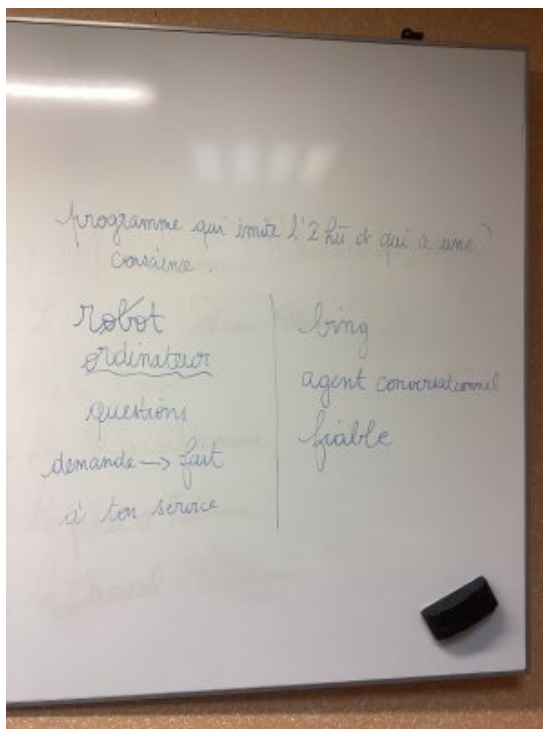 programme qui imite l'2 hū et qui a une
conscience.
robot
ordinateur
questions
demande → fait
à ton service
bing
agent conversationnel
fiable